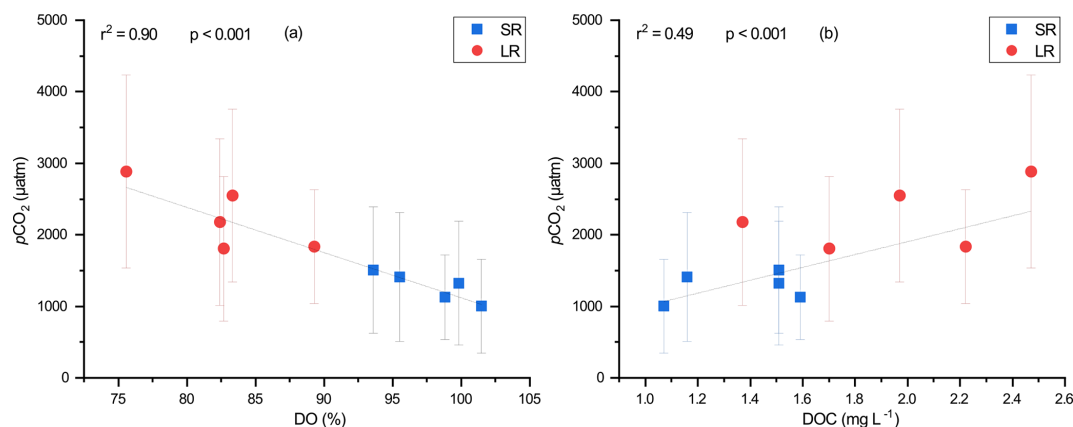 r² = 0.90 p < 0.001 (a)
SR
LR
5000
4000
3000
2000
1000
0
pCO₂ (µatm)
75 80 85 90 95 100 105
DO (%)
r² = 0.49 p < 0.001 (b)
SR
LR
5000
4000
3000
2000
1000
0
pCO₂ (µatm)
1.0 1.2 1.4 1.6 1.8 2.0 2.2 2.4 2.6
DOC (mg L⁻¹)